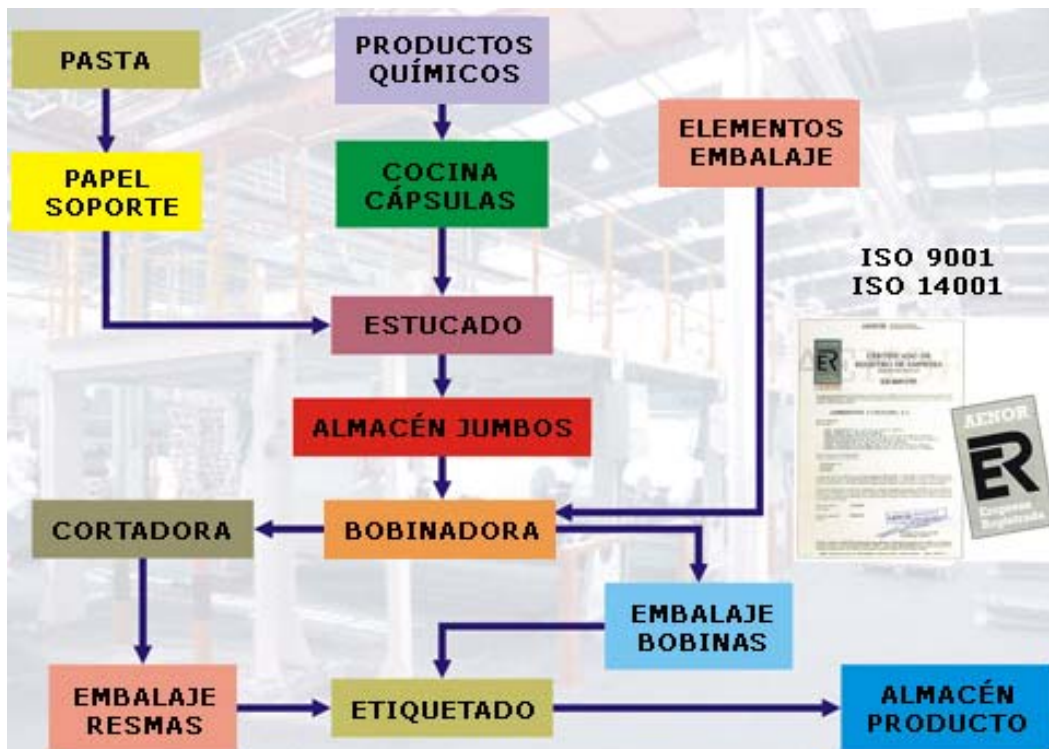 PASTA
PRODUCTOS
QUÍMICOS
ELEMENTOS
EMBALAJE
PAPEL
SOPORTE
COCINA
CÁPSULAS
ISO 9001
ISO 14001
ESTUCADO
CERTIFICADO DE
REGISTRO DE EMPRESA
AENOR
ER
Empresa
Registrada
ALMACÉN JUMBOS
CORTADORA
BOBINADORA
EMBALAJE
BOBINAS
EMBALAJE
RESMAS
ETIQUETADO
ALMACÉN
PRODUCTO